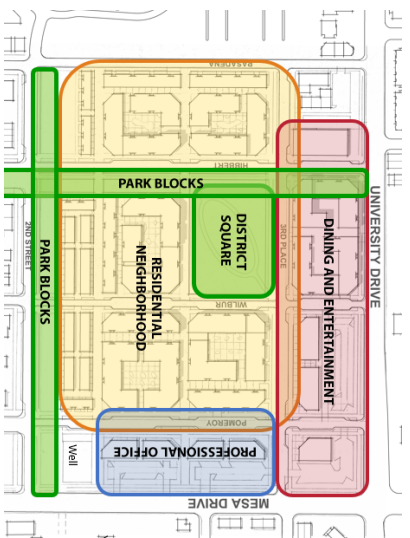 PASADENA
HIBBERT
PARK BLOCKS
DISTRICT
SQUARE
3RD PLACE
UNIVERSITY DRIVE
2ND STREET
PARK BLOCKS
RESIDENTIAL
NEIGHBORHOOD
DINING AND ENTERTAINMENT
WILBUR
POMEROY
Well
PROFESSIONAL OFFICE
MESA DRIVE